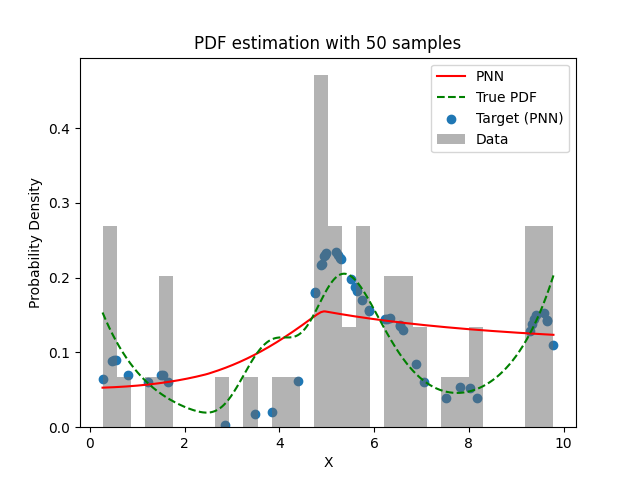 PDF estimation with 50 samples
PNN
True PDF
Target (PNN)
Data
Probability Density
0.4
0.3
0.2
0.1
0.0
0 2 4 6 8 10
X